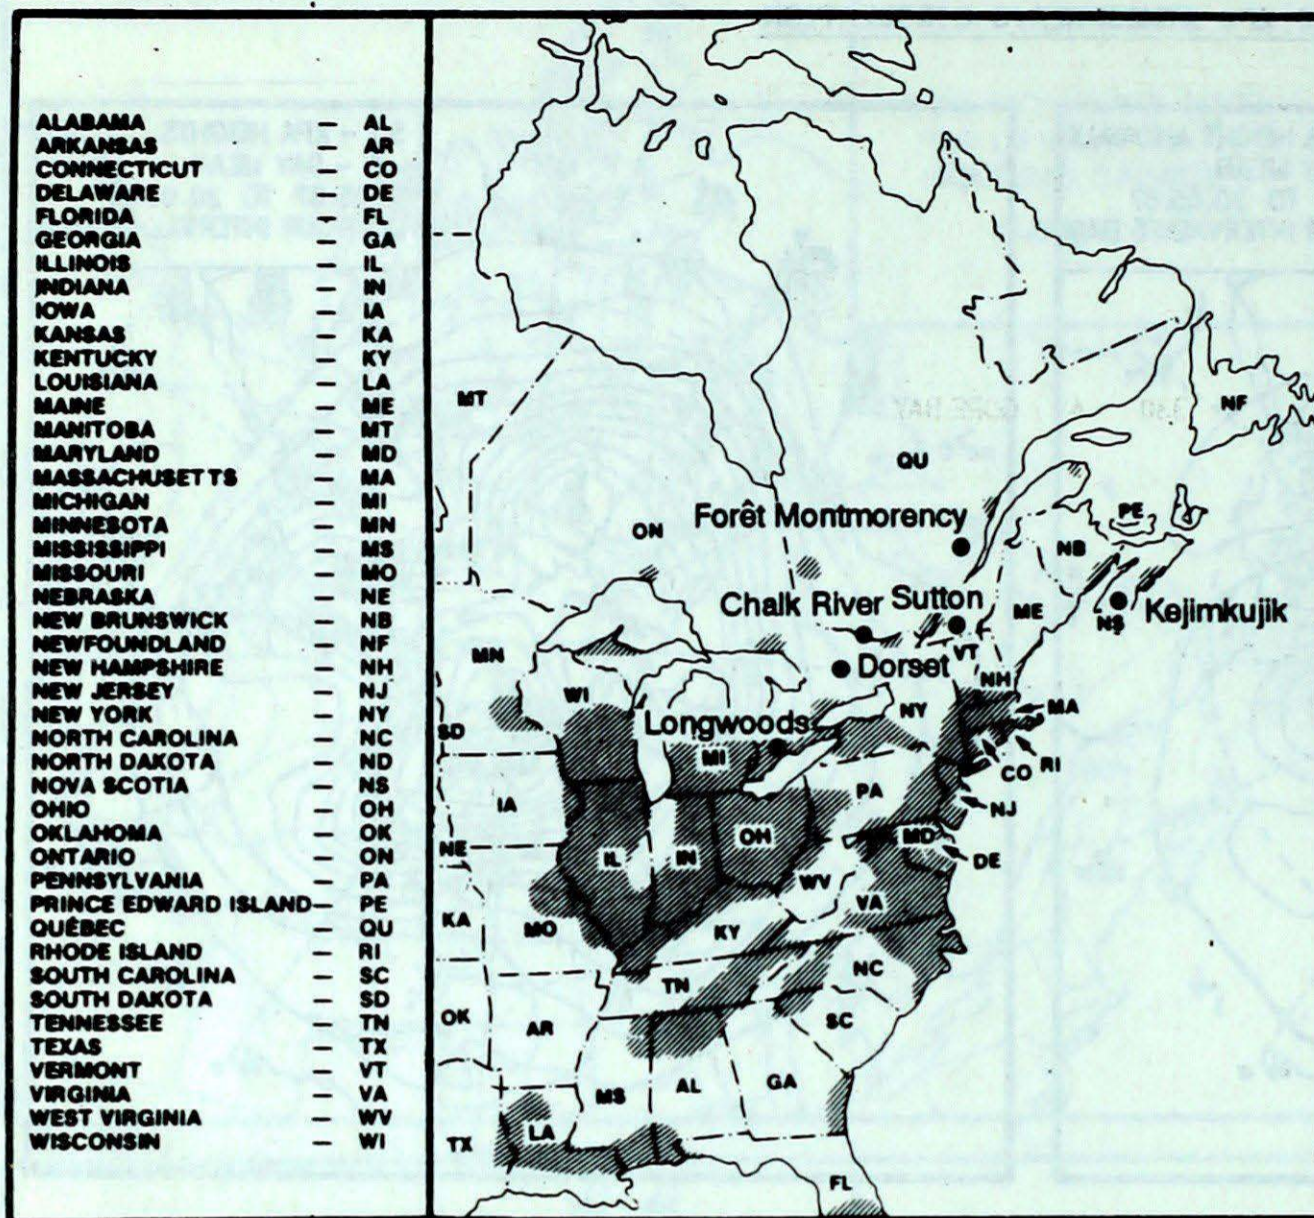 ALABAMA – AL
ARKANSAS – AR
CONNECTICUT – CO
DELAWARE – DE
FLORIDA – FL
GEORGIA – GA
ILLINOIS – IL
INDIANA – IN
IOWA – IA
KANSAS – KA
KENTUCKY – KY
LOUISIANA – LA
MAINE – ME
MANITOBA – MT
MARYLAND – MD
MASSACHUSETTS – MA
MICHIGAN – MI
MINNESOTA – MN
MISSISSIPPI – MS
MISSOURI – MO
NEBRASKA – NE
NEW BRUNSWICK – NB
NEWFOUNDLAND – NF
NEW HAMPSHIRE – NH
NEW JERSEY – NJ
NEW YORK – NY
NORTH CAROLINA – NC
NORTH DAKOTA – ND
NOVA SCOTIA – NS
OHIO – OH
OKLAHOMA – OK
ONTARIO – ON
PENNSYLVANIA – PA
PRINCE EDWARD ISLAND – PE
QUÉBEC – QU
RHODE ISLAND – RI
SOUTH CAROLINA – SC
SOUTH DAKOTA – SD
TENNESSEE – TN
TEXAS – TX
VERMONT – VT
VIRGINIA – VA
WEST VIRGINIA – WV
WISCONSIN – WI
MT
NF
QU
Forêt Montmorency
PE
ON
NB
Chalk River
Sutton
ME
NS
Kejimkujik
MN
Dorset
VT
NH
WI
NY
MA
SD
Longwoods
MI
CO
RI
IA
PA
NJ
NE
IL
IN
OH
MD
DE
WV
VA
KA
MO
KY
NC
TN
OK
AR
SC
MS
AL
GA
TX
LA
FL